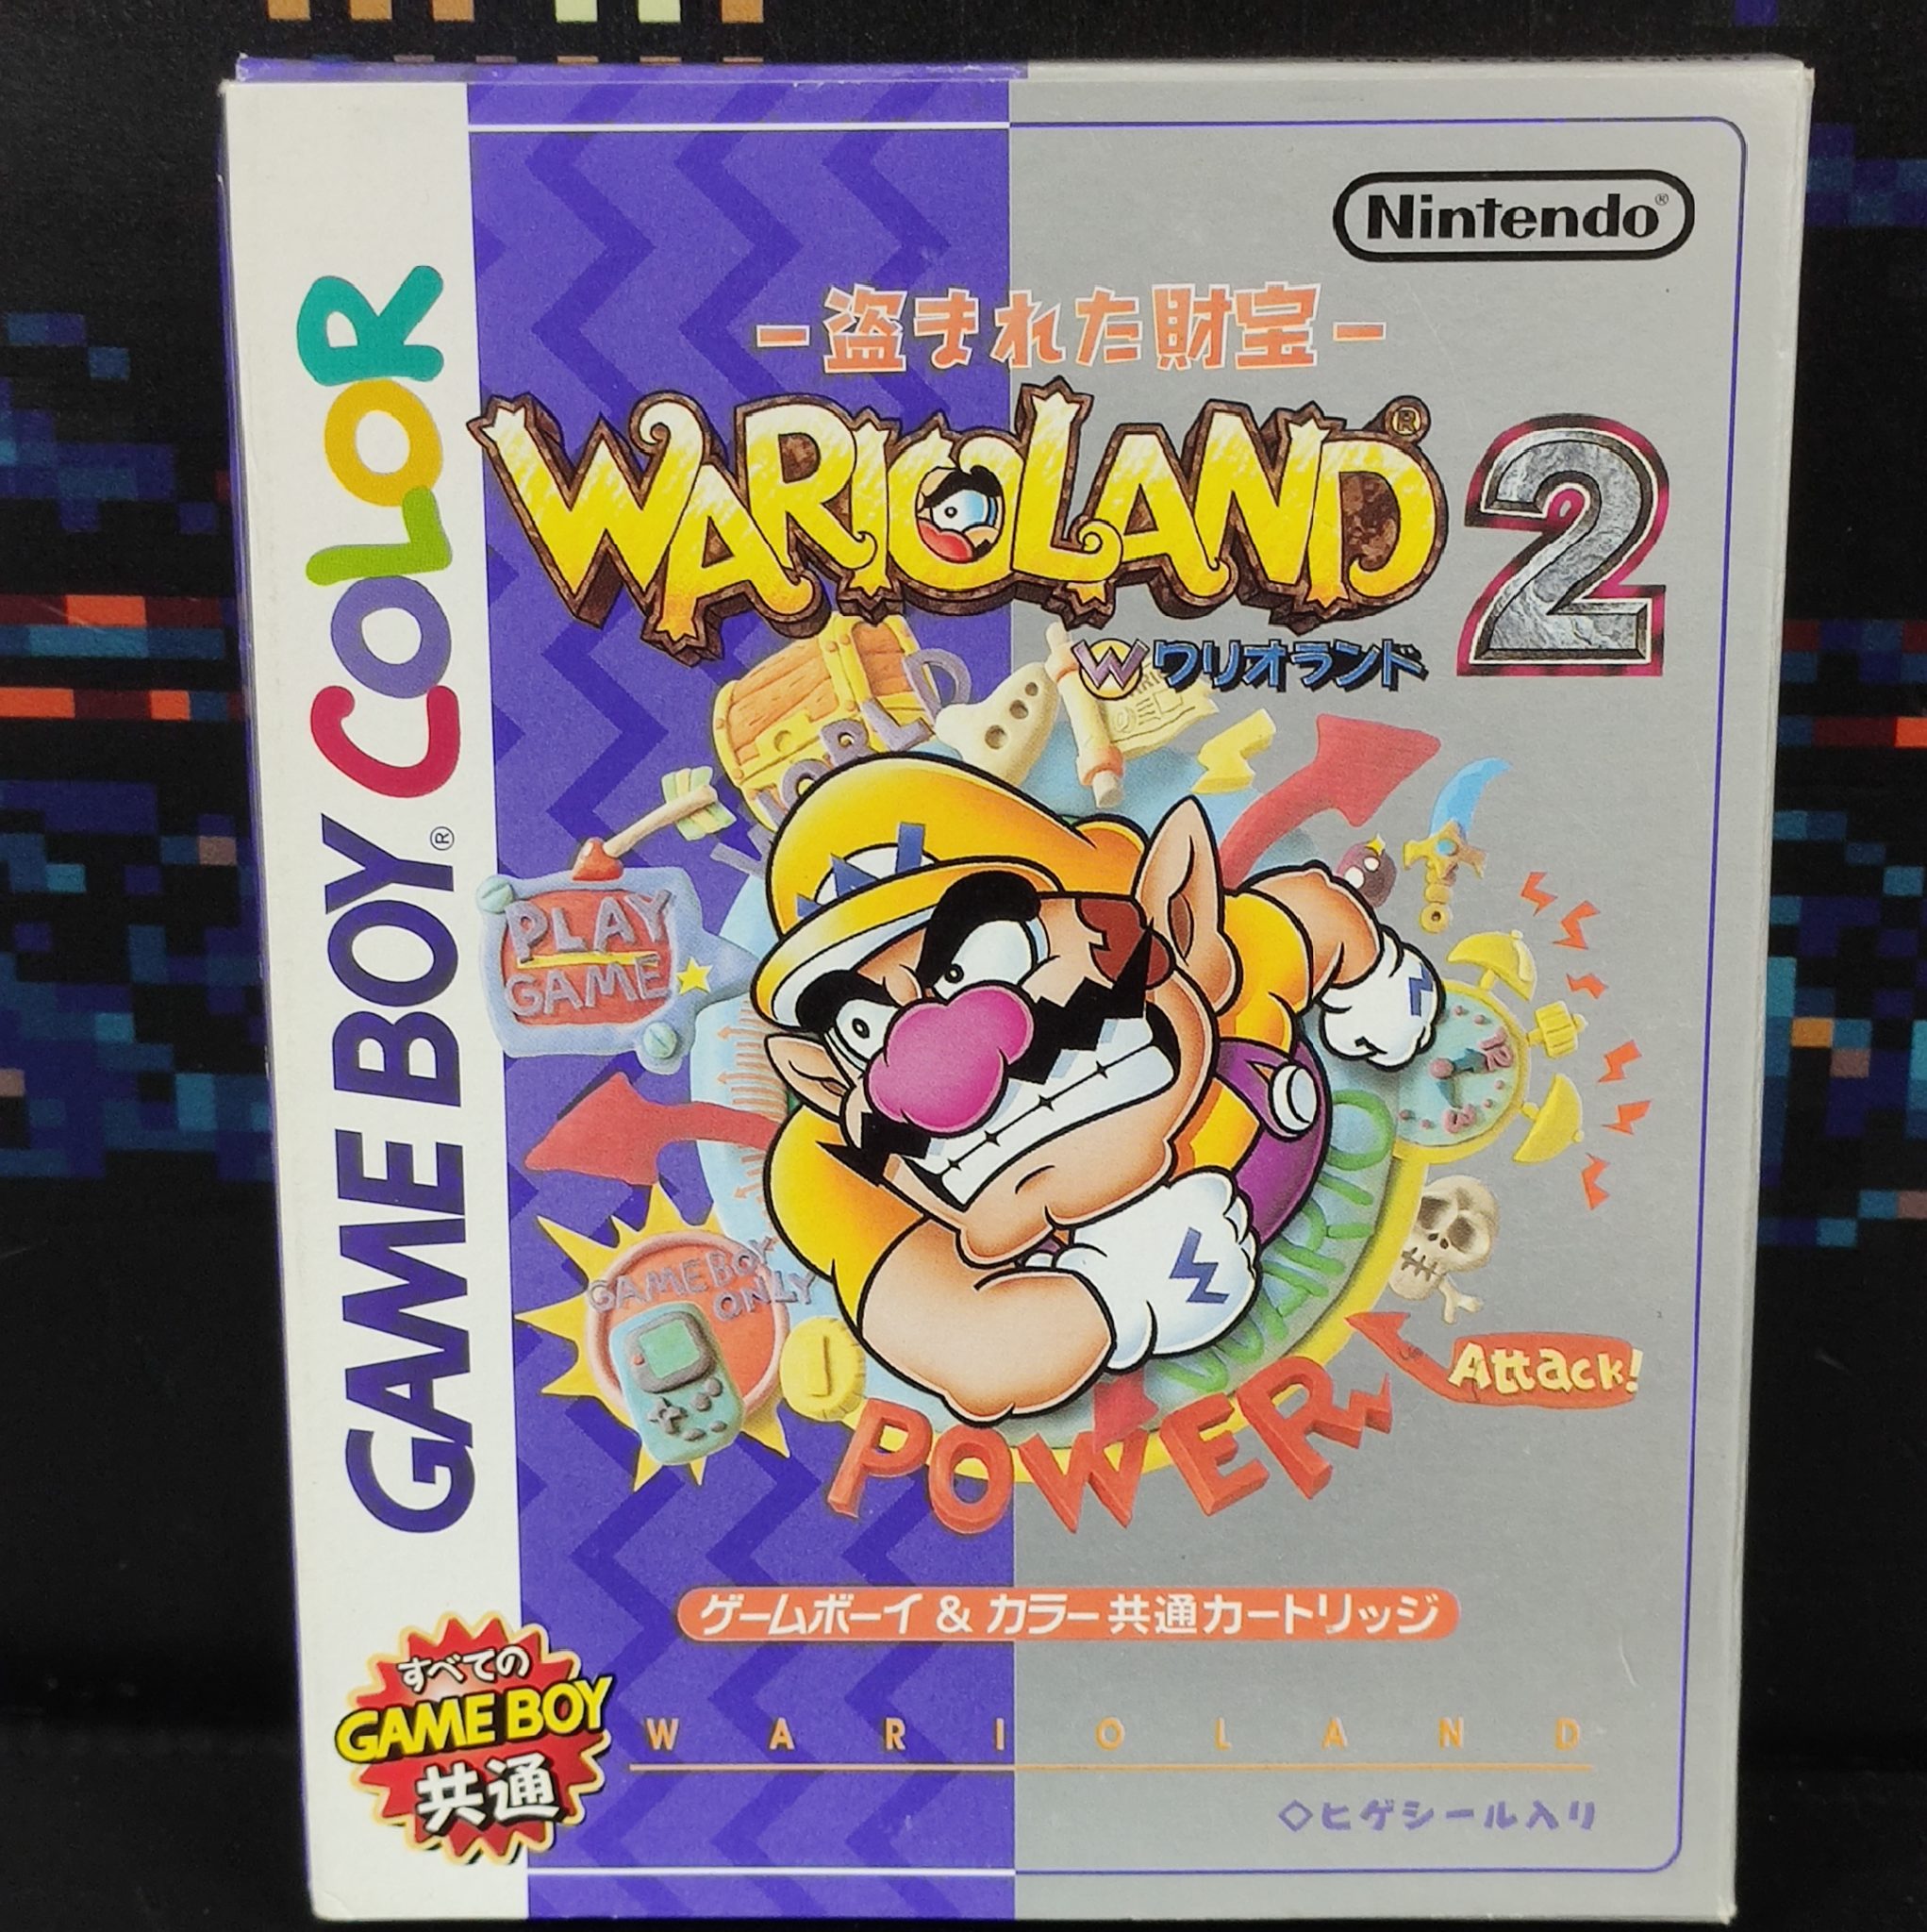 GAME BOY COLOR®
Nintendo®
－盗まれた財宝－
WARIOLAND® 2
W ワリオランド
WORLD
PLAY
GAME
12
GAME BOY
ONLY
WARIO
POWER
Attack!
ゲームボーイ & カラー共通カートリッジ
すべての
GAME BOY
共通
WARIOLAND
◇ヒゲシール入り